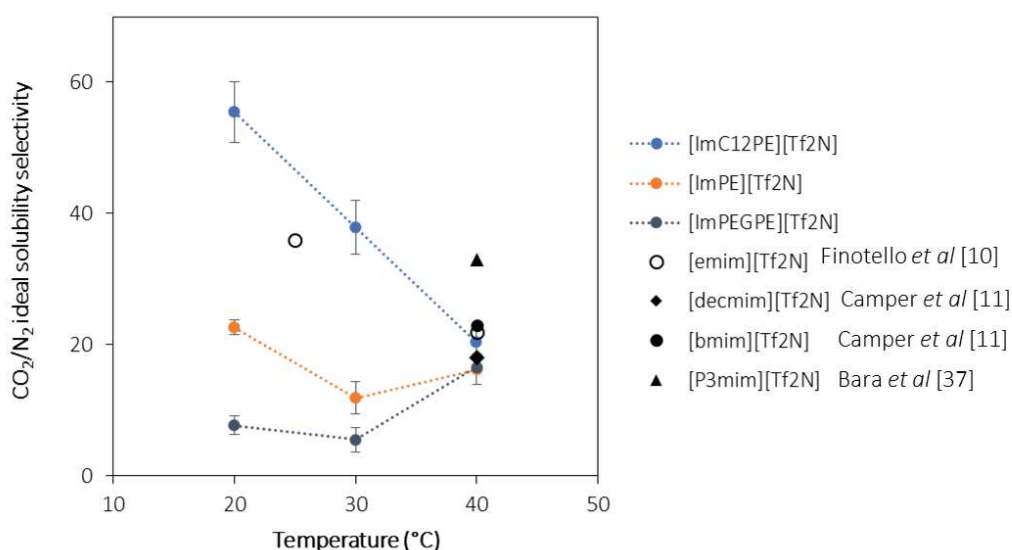 CO₂/N₂ ideal solubility selectivity
60
40
20
0
10
20
30
40
50
Temperature (°C)
[ImC12PE][Tf2N]
[ImPE][Tf2N]
[ImPEGPE][Tf2N]
[emim][Tf2N] Finotello et al [10]
[decmim][Tf2N] Camper et al [11]
[bmim][Tf2N] Camper et al [11]
[P3mim][Tf2N] Bara et al [37]